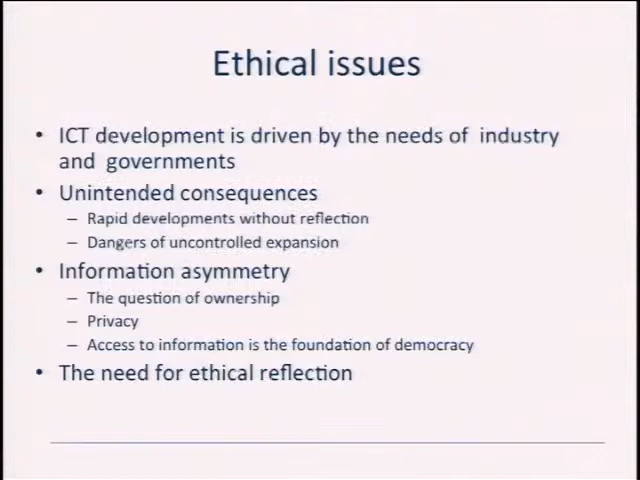 Ethical issues
• ICT development is driven by the needs of industry
and governments
• Unintended consequences
– Rapid developments without reflection
– Dangers of uncontrolled expansion
• Information asymmetry
– The question of ownership
– Privacy
– Access to information is the foundation of democracy
• The need for ethical reflection